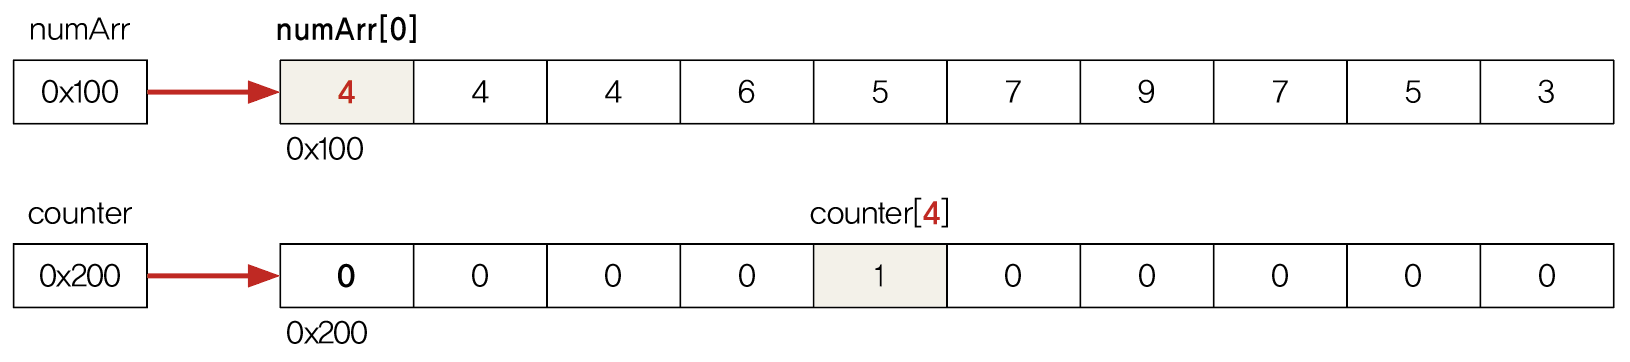 numArr numArr[0]
0x100 4 4 4 6 5 7 9 7 5 3
0x100
counter counter[4]
0x200 0 0 0 0 1 0 0 0 0 0
0x200